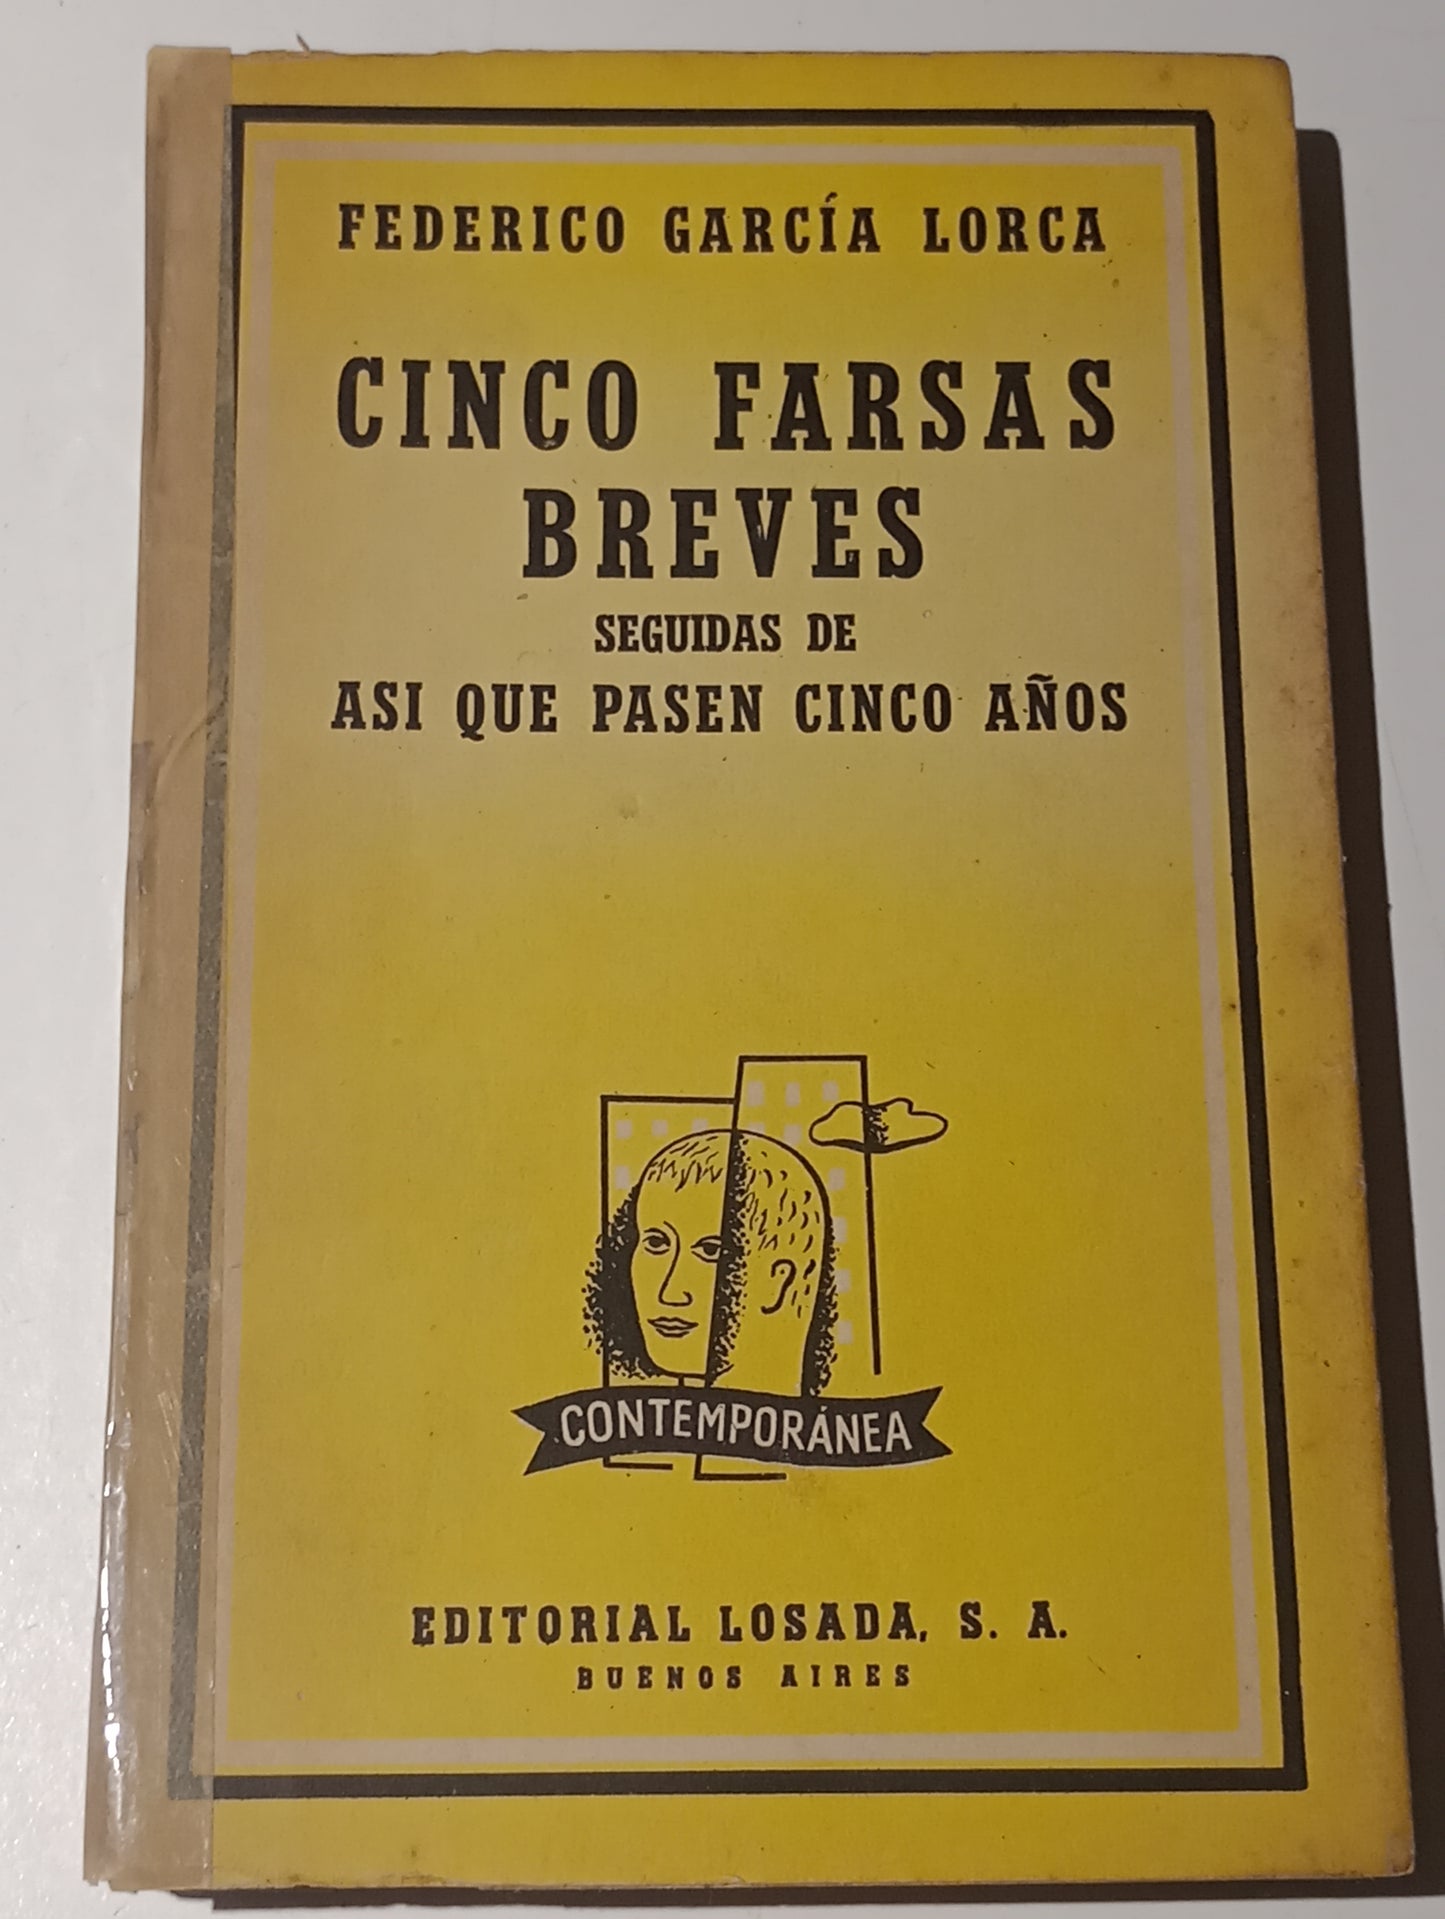 FEDERICO GARCÍA LORCA
CINCO FARSAS
BREVES
SEGUIDAS DE
ASI QUE PASEN CINCO AÑOS
CONTEMPORÁNEA
EDITORIAL LOSADA, S. A.
BUENOS AIRES